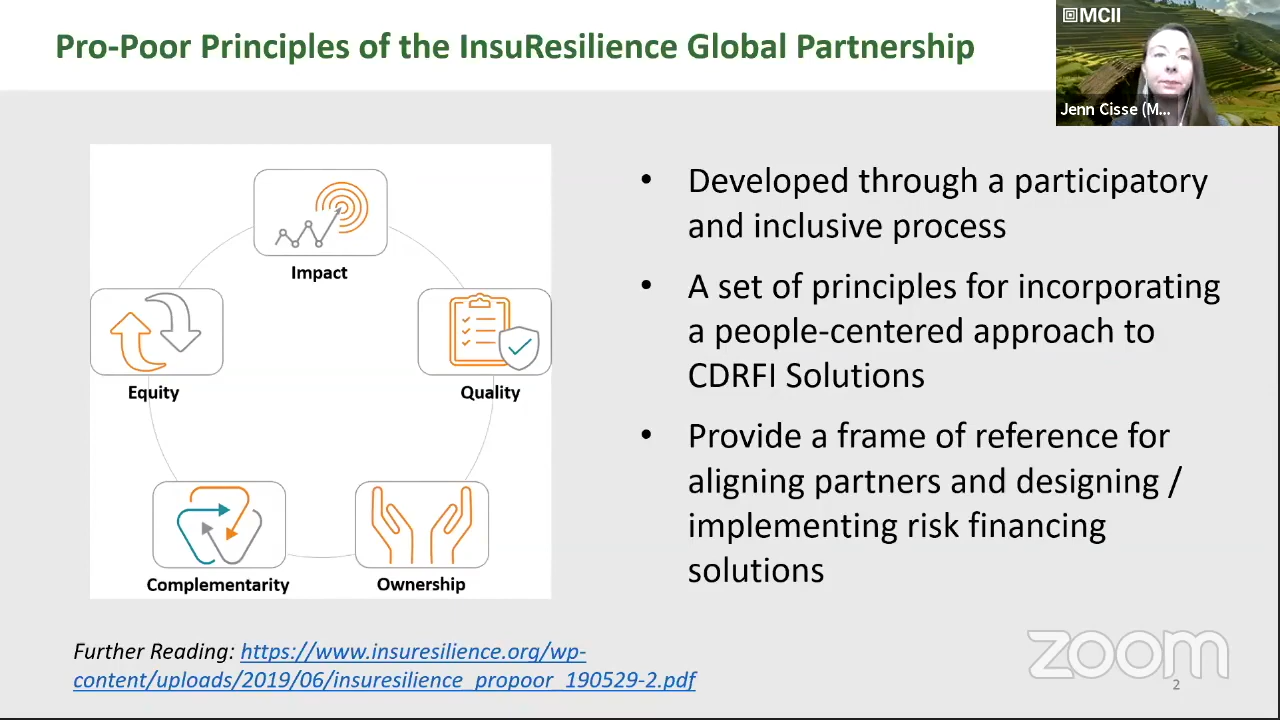 Pro-Poor Principles of the InsuResilience Global Partnership
MCII
Jenn Cisse (M...
Impact
Equity
Quality
Complementarity
Ownership
• Developed through a participatory
and inclusive process
• A set of principles for incorporating
a people-centered approach to
CDRFI Solutions
• Provide a frame of reference for
aligning partners and designing /
implementing risk financing
solutions
Further Reading: https://www.insuresilience.org/wp-
content/uploads/2019/06/insuresilience_propoor_190529-2.pdf
zoom
2